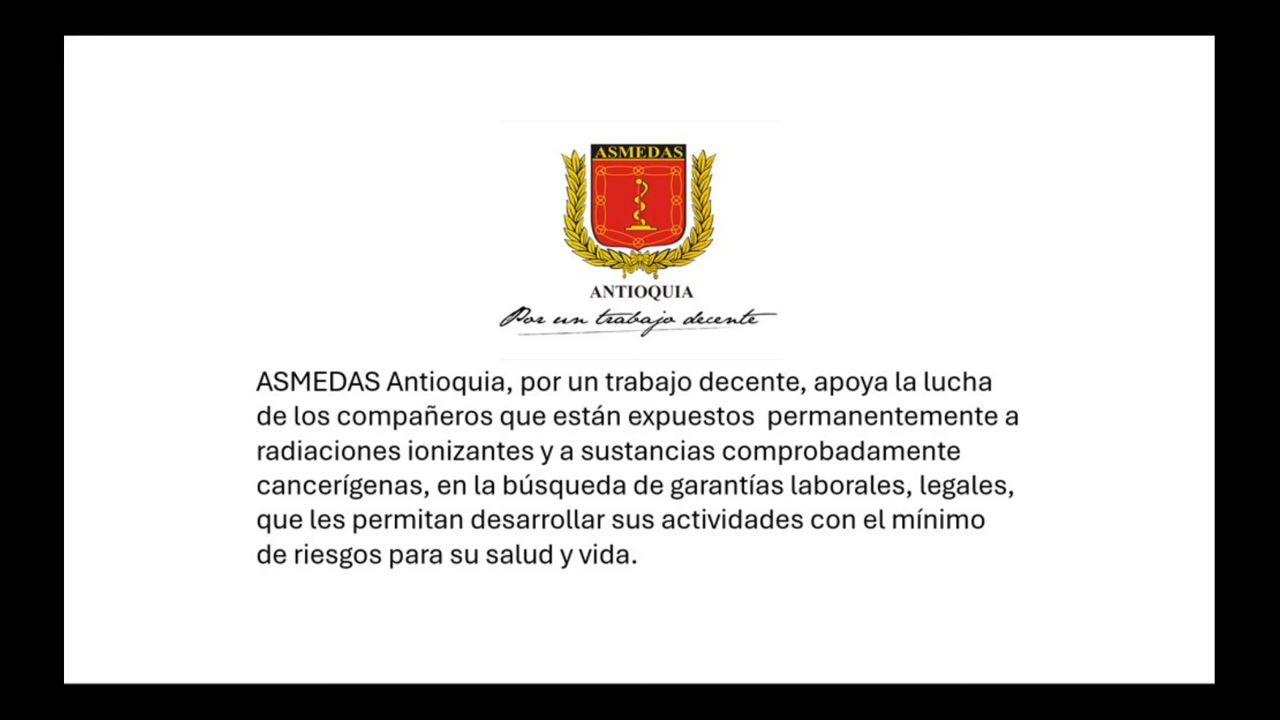 ASMEDAS
ANTIOQUIA
Por un trabajo decente
ASMEDAS Antioquia, por un trabajo decente, apoya la lucha
de los compañeros que están expuestos  permanentemente a
radiaciones ionizantes y a sustancias comprobadamente
cancerígenas, en la búsqueda de garantías laborales, legales,
que les permitan desarrollar sus actividades con el mínimo
de riesgos para su salud y vida.